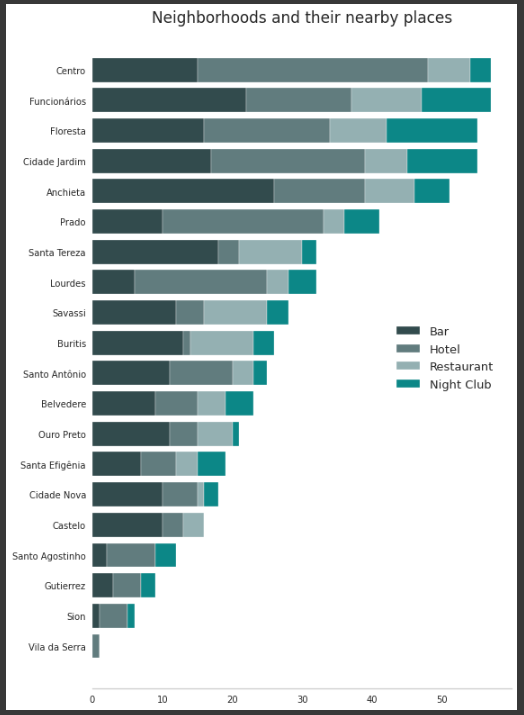 Neighborhoods and their nearby places
Centro
Funcionários
Floresta
Cidade Jardim
Anchieta
Prado
Santa Tereza
Lourdes
Savassi
Buritis
Santo Antônio
Belvedere
Ouro Preto
Santa Efigênia
Cidade Nova
Castelo
Santo Agostinho
Gutierrez
Sion
Vila da Serra
Bar
Hotel
Restaurant
Night Club
0 10 20 30 40 50